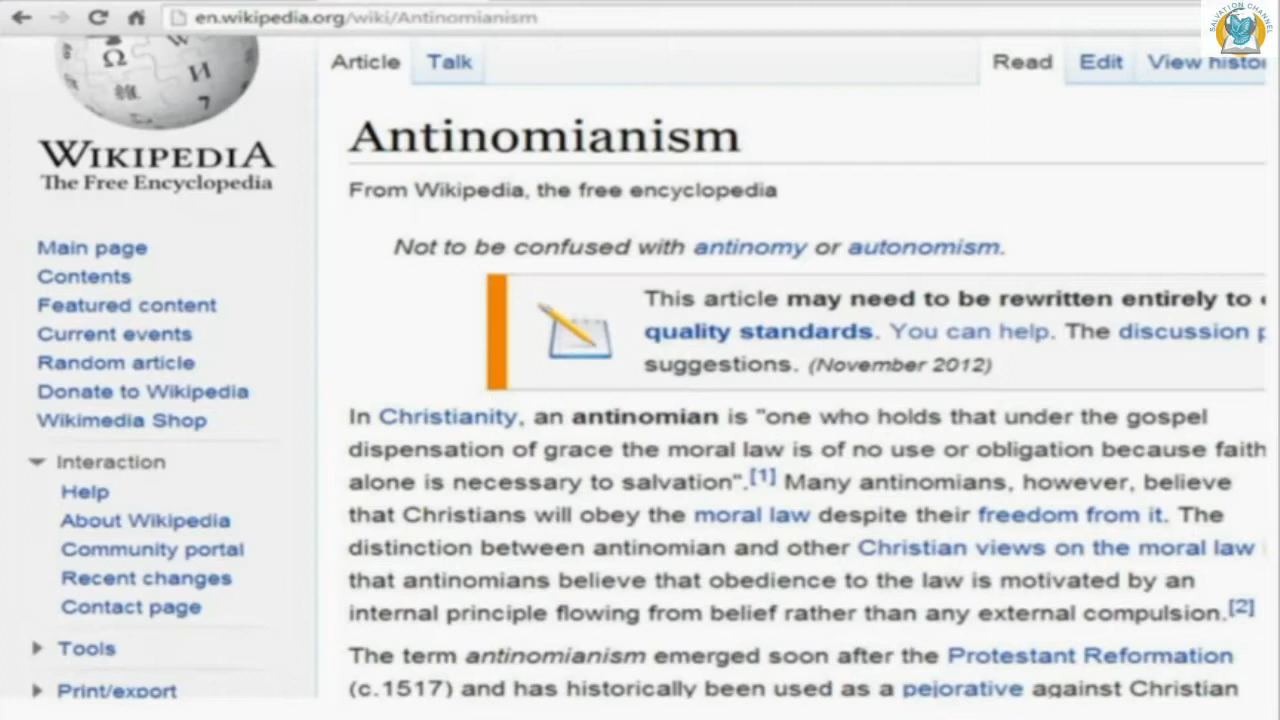 en.wikipedia.org/wiki/Antinomianism
SALVATION CHANNEL
Article Talk Read Edit View
Antinomianism
WIKIPEDIA
The Free Encyclopedia
From Wikipedia, the free encyclopedia
Not to be confused with antinomy or autonomism.
Main page
Contents
Featured content
Current events
Random article
Donate to Wikipedia
Wikimedia Shop
Interaction
Help
About Wikipedia
Community portal
Recent changes
Contact page
Tools
Print/export
This article may need to be rewritten entirely to
quality standards. You can help. The discussion
suggestions. (November 2012)
In Christianity, an antinomian is "one who holds that under the gospel
dispensation of grace the moral law is of no use or obligation because faith
alone is necessary to salvation".[1] Many antinomians, however, believe
that Christians will obey the moral law despite their freedom from it. The
distinction between antinomian and other Christian views on the moral law
that antinomians believe that obedience to the law is motivated by an
internal principle flowing from belief rather than any external compulsion.[2]
The term antinomianism emerged soon after the Protestant Reformation
(c.1517) and has historically been used as a pejorative against Christian